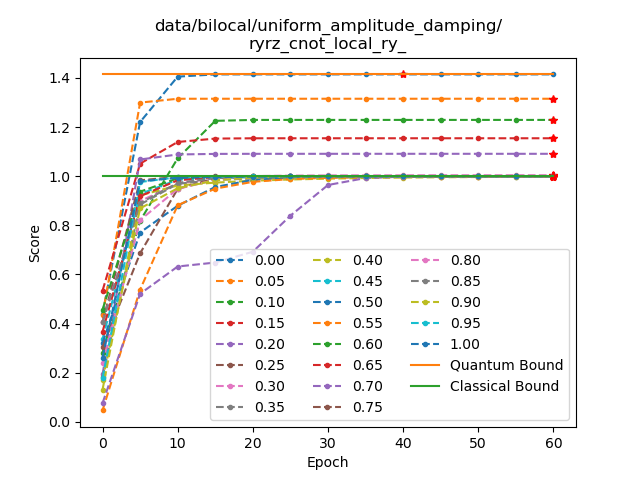 data/bilocal/uniform_amplitude_damping/
ryrz_cnot_local_ry_
1.4
1.2
1.0
0.8
0.6
0.4
0.2
0.0
Score
0.00 0.40 0.80
0.05 0.45 0.85
0.10 0.50 0.90
0.15 0.55 0.95
0.20 0.60 1.00
0.25 0.65 Quantum Bound
0.30 0.70 Classical Bound
0.35 0.75
0 10 20 30 40 50 60
Epoch